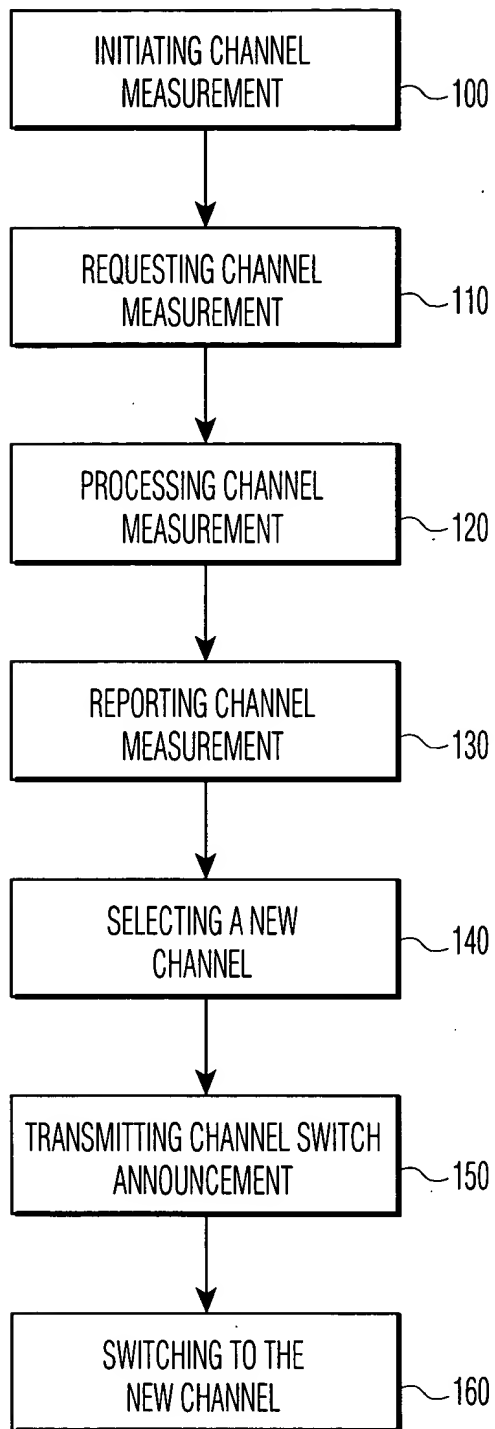 INITIATING CHANNEL
MEASUREMENT
100
REQUESTING CHANNEL
MEASUREMENT
110
PROCESSING CHANNEL
MEASUREMENT
120
REPORTING CHANNEL
MEASUREMENT
130
SELECTING A NEW
CHANNEL
140
TRANSMITTING CHANNEL SWITCH
ANNOUNCEMENT
150
SWITCHING TO THE
NEW CHANNEL
160